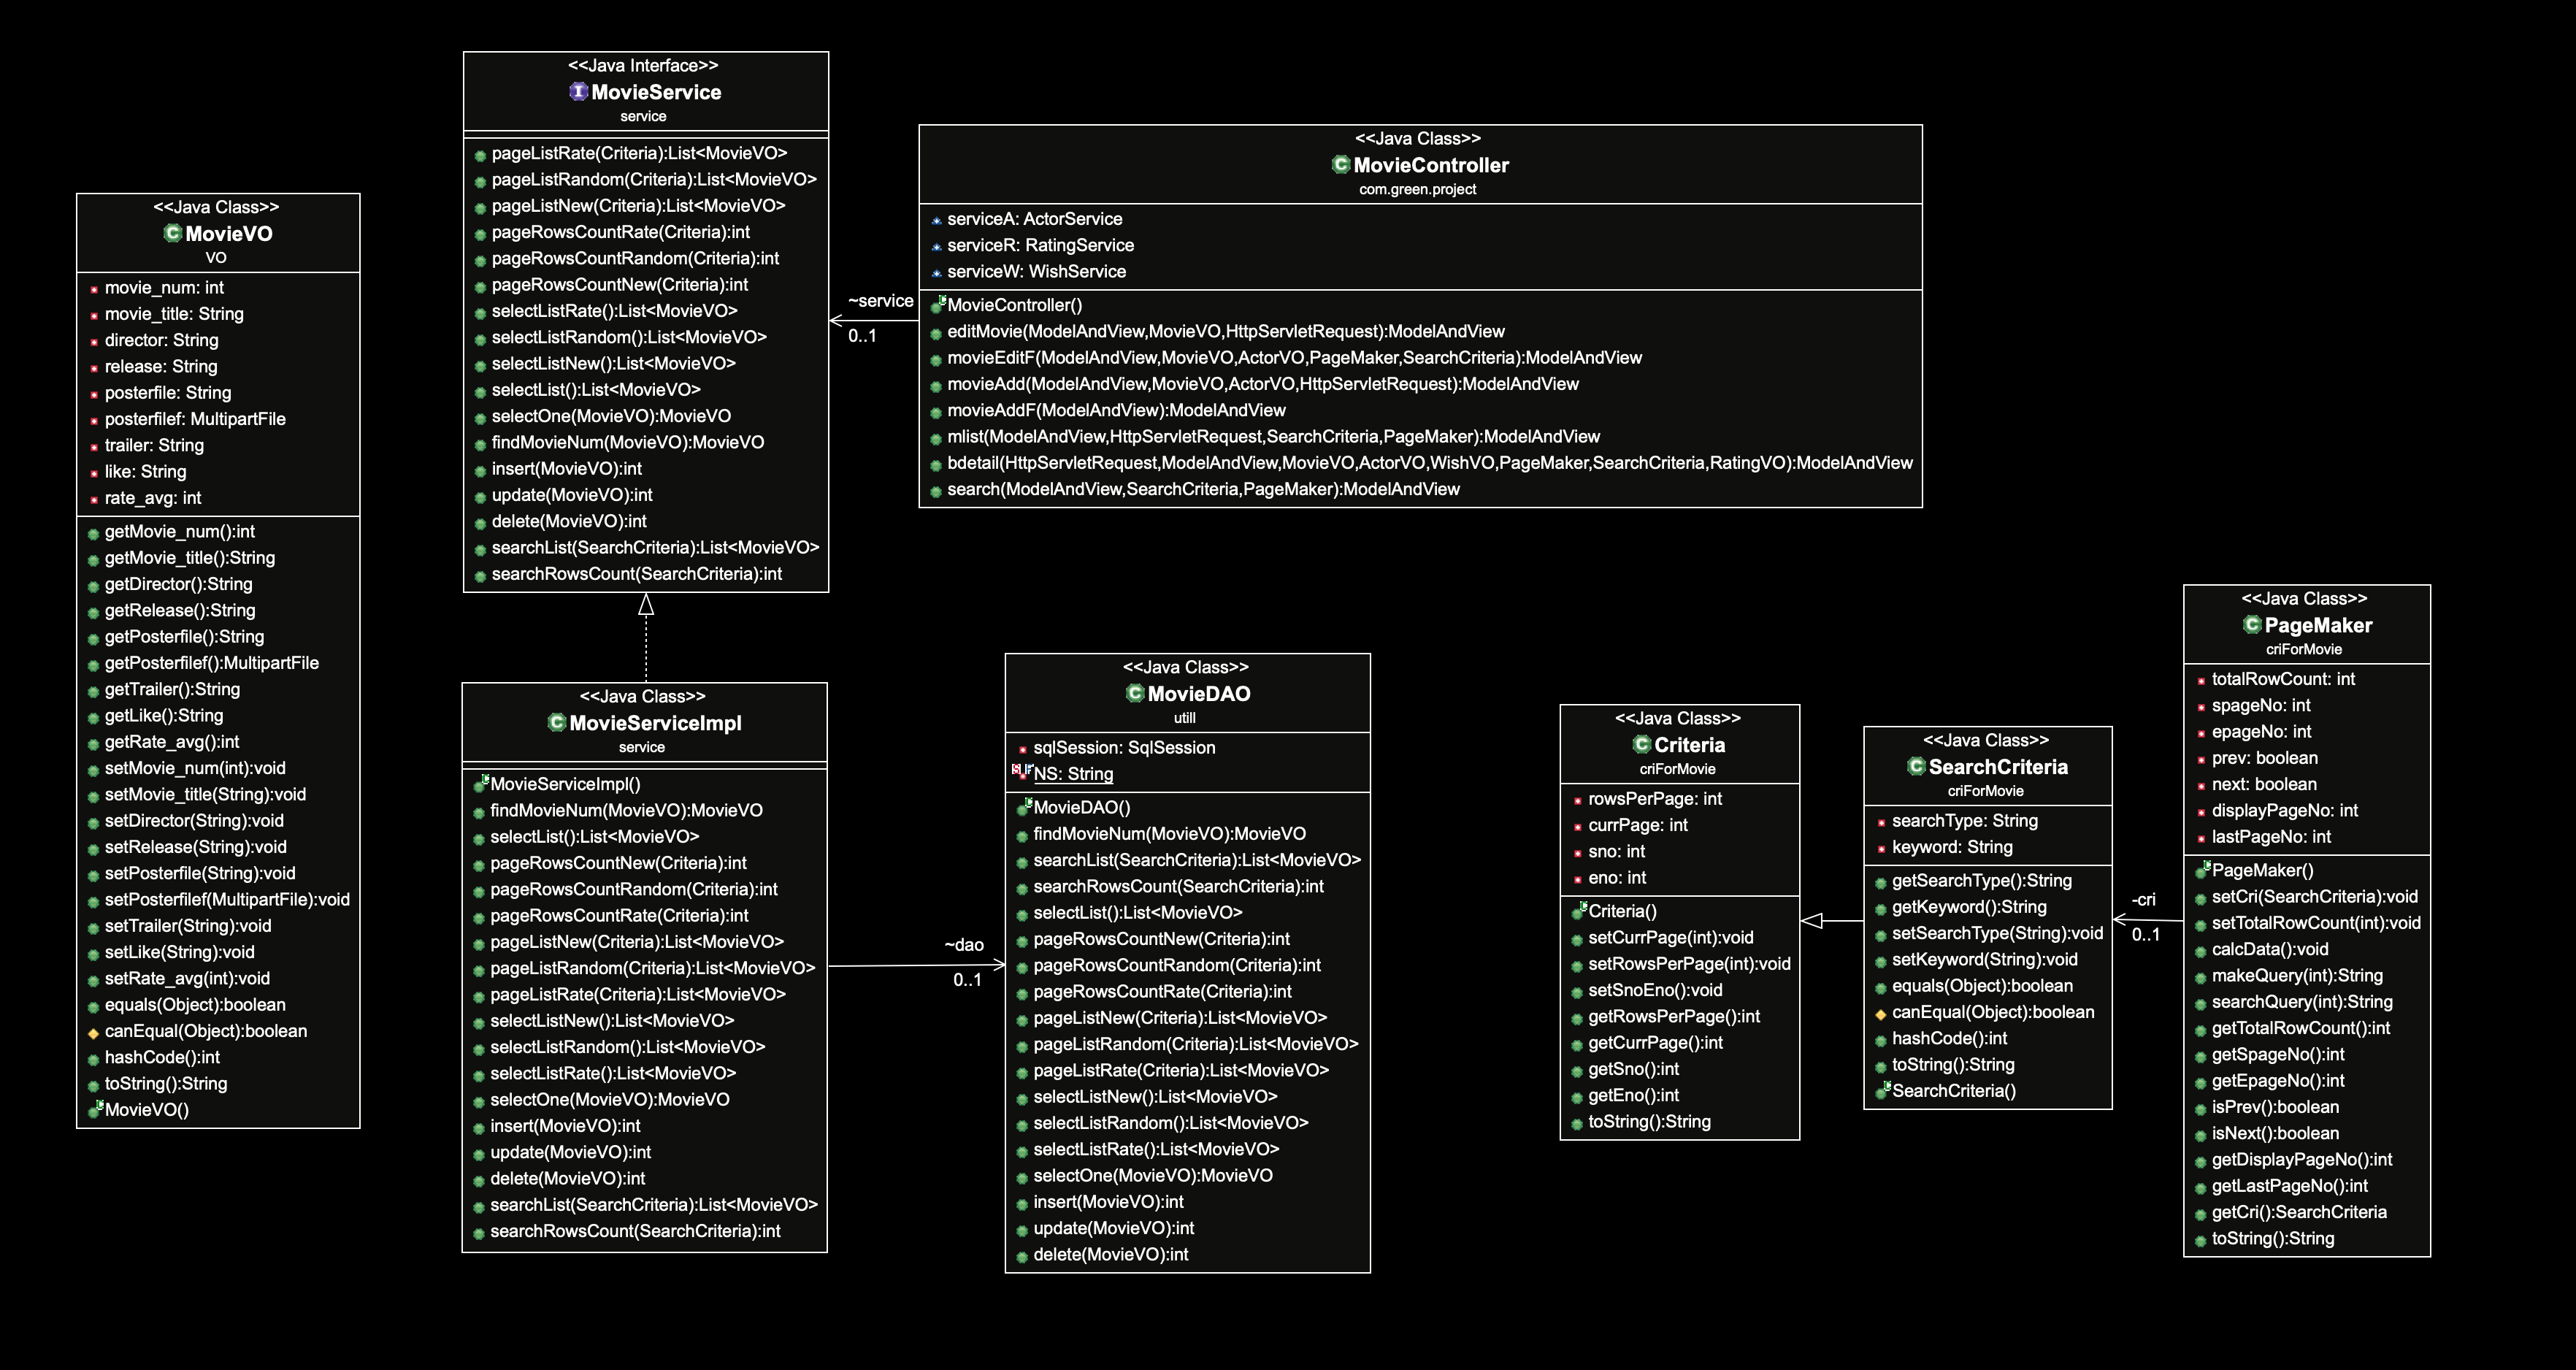 <<Java Class>>
MovieVO
VO
movie_num: int
movie_title: String
director: String
release: String
posterfile: String
posterfilef: MultipartFile
trailer: String
like: String
rate_avg: int
getMovie_num():int
getMovie_title():String
getDirector():String
getRelease():String
getPosterfile():String
getPosterfilef():MultipartFile
getTrailer():String
getLike():String
getRate_avg():int
setMovie_num(int):void
setMovie_title(String):void
setDirector(String):void
setRelease(String):void
setPosterfile(String):void
setPosterfilef(MultipartFile):void
setTrailer(String):void
setLike(String):void
setRate_avg(int):void
equals(Object):boolean
canEqual(Object):boolean
hashCode():int
toString():String
MovieVO()
<<Java Interface>>
MovieService
service
pageListRate(Criteria):List<MovieVO>
pageListRandom(Criteria):List<MovieVO>
pageListNew(Criteria):List<MovieVO>
pageRowsCountRate(Criteria):int
pageRowsCountRandom(Criteria):int
pageRowsCountNew(Criteria):int
selectListRate():List<MovieVO>
selectListRandom():List<MovieVO>
selectListNew():List<MovieVO>
selectList():List<MovieVO>
selectOne(MovieVO):MovieVO
findMovieNum(MovieVO):MovieVO
insert(MovieVO):int
update(MovieVO):int
delete(MovieVO):int
searchList(SearchCriteria):List<MovieVO>
searchRowsCount(SearchCriteria):int
~service
0..1
<<Java Class>>
MovieController
com.green.project
serviceA: ActorService
serviceR: RatingService
serviceW: WishService
MovieController()
editMovie(ModelAndView,MovieVO,HttpServletRequest):ModelAndView
movieEditF(ModelAndView,MovieVO,ActorVO,PageMaker,SearchCriteria):ModelAndView
movieAdd(ModelAndView,MovieVO,ActorVO,HttpServletRequest):ModelAndView
movieAddF(ModelAndView):ModelAndView
mlist(ModelAndView,HttpServletRequest,SearchCriteria,PageMaker):ModelAndView
bdetail(HttpServletRequest,ModelAndView,MovieVO,ActorVO,WishVO,PageMaker,SearchCriteria,RatingVO):ModelAndView
search(ModelAndView,SearchCriteria,PageMaker):ModelAndView
<<Java Class>>
MovieServiceImpl
service
MovieServiceImpl()
findMovieNum(MovieVO):MovieVO
selectList():List<MovieVO>
pageRowsCountNew(Criteria):int
pageRowsCountRandom(Criteria):int
pageRowsCountRate(Criteria):int
pageListNew(Criteria):List<MovieVO>
pageListRandom(Criteria):List<MovieVO>
pageListRate(Criteria):List<MovieVO>
selectListNew():List<MovieVO>
selectListRandom():List<MovieVO>
selectListRate():List<MovieVO>
selectOne(MovieVO):MovieVO
insert(MovieVO):int
update(MovieVO):int
delete(MovieVO):int
searchList(SearchCriteria):List<MovieVO>
searchRowsCount(SearchCriteria):int
~dao
0..1
<<Java Class>>
MovieDAO
utill
sqlSession: SqlSession
NS: String
MovieDAO()
findMovieNum(MovieVO):MovieVO
searchList(SearchCriteria):List<MovieVO>
searchRowsCount(SearchCriteria):int
selectList():List<MovieVO>
pageRowsCountNew(Criteria):int
pageRowsCountRandom(Criteria):int
pageRowsCountRate(Criteria):int
pageListNew(Criteria):List<MovieVO>
pageListRandom(Criteria):List<MovieVO>
pageListRate(Criteria):List<MovieVO>
selectListNew():List<MovieVO>
selectListRandom():List<MovieVO>
selectListRate():List<MovieVO>
selectOne(MovieVO):MovieVO
insert(MovieVO):int
update(MovieVO):int
delete(MovieVO):int
<<Java Class>>
Criteria
criForMovie
rowsPerPage: int
currPage: int
sno: int
eno: int
Criteria()
setCurrPage(int):void
setRowsPerPage(int):void
setSnoEno():void
getRowsPerPage():int
getCurrPage():int
getSno():int
getEno():int
toString():String
<<Java Class>>
SearchCriteria
criForMovie
searchType: String
keyword: String
getSearchType():String
getKeyword():String
setSearchType(String):void
setKeyword(String):void
equals(Object):boolean
canEqual(Object):boolean
hashCode():int
toString():String
SearchCriteria()
-cri
0..1
<<Java Class>>
PageMaker
criForMovie
totalRowCount: int
spageNo: int
epageNo: int
prev: boolean
next: boolean
displayPageNo: int
lastPageNo: int
PageMaker()
setCri(SearchCriteria):void
setTotalRowCount(int):void
calcData():void
makeQuery(int):String
searchQuery(int):String
getTotalRowCount():int
getSpageNo():int
getEpageNo():int
isPrev():boolean
isNext():boolean
getDisplayPageNo():int
getLastPageNo():int
getCri():SearchCriteria
toString():String